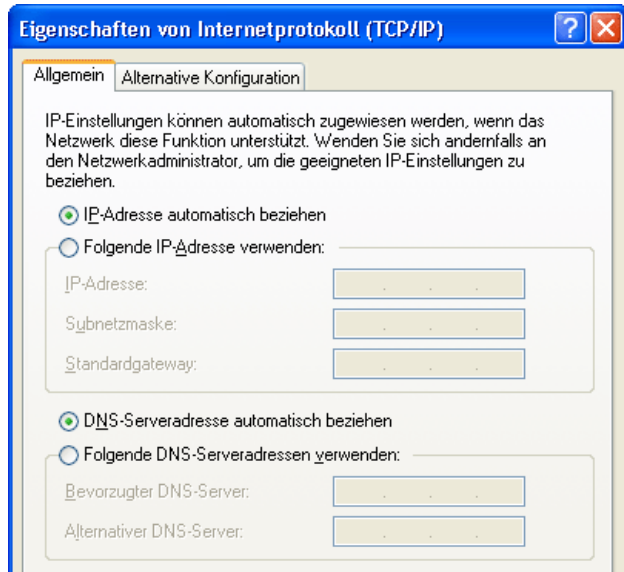 Eigenschaften von Internetprotokoll (TCP/IP)
Allgemein
Alternative Konfiguration
IP-Einstellungen können automatisch zugewiesen werden, wenn das
Netzwerk diese Funktion unterstützt. Wenden Sie sich andernfalls an
den Netzwerkadministrator, um die geeigneten IP-Einstellungen zu
beziehen.
IP-Adresse automatisch beziehen
Folgende IP-Adresse verwenden:
IP-Adresse:
Subnetzmaske:
Standardgateway:
DNS-Serveradresse automatisch beziehen
Folgende DNS-Serveradressen verwenden:
Bevorzugter DNS-Server:
Alternativer DNS-Server: